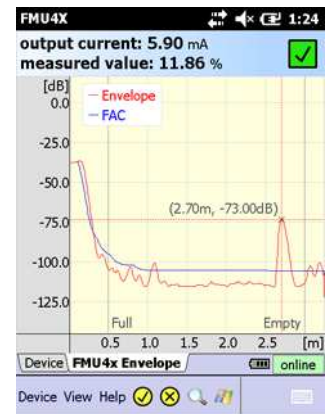 FMU4X 1:24
output current: 5.90 mA
measured value: 11.86 %
[dB]
0.0
Envelope
FAC
-25.0
-50.0
(2.70m, -73.00dB)
-75.0
-100.0
-125.0
Full Empty
0.5 1.0 1.5 2.0 2.5 [m]
Device FMU4x Envelope online
Device View Help